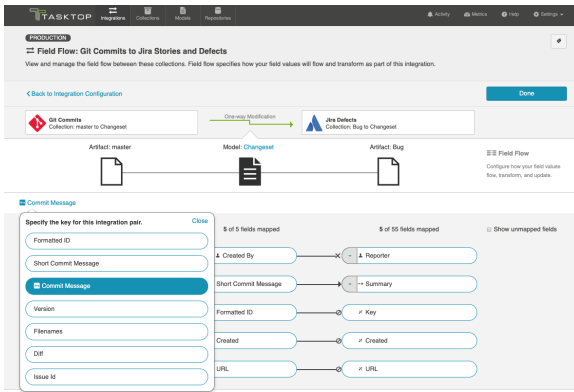 TASKTOP
Integrations
Collections
Models
Repositories
Activity
Metrics
Help
Settings
PRODUCTION
Field Flow: Git Commits to Jira Stories and Defects
View and manage the field flow between these collections. Field flow specifies how your field values will flow and transform as part of this integration.
Back to Integration Configuration
Done
Git Commits
Collection: master to Changeset
One-way Modification
Jira Defects
Collection: Bug to Changeset
Artifact: master
Model: Changeset
Artifact: Bug
Field Flow
Configure how your field values
flow, transform, and update.
Commit Message
Specify the key for this integration pair.
Close
5 of 5 fields mapped
5 of 55 fields mapped
Show unmapped fields
Formatted ID
Short Commit Message
Commit Message
Version
Filenames
Diff
Issue Id
Created By
Reporter
Short Commit Message
Summary
Formatted ID
Key
Created
Created
URL
URL